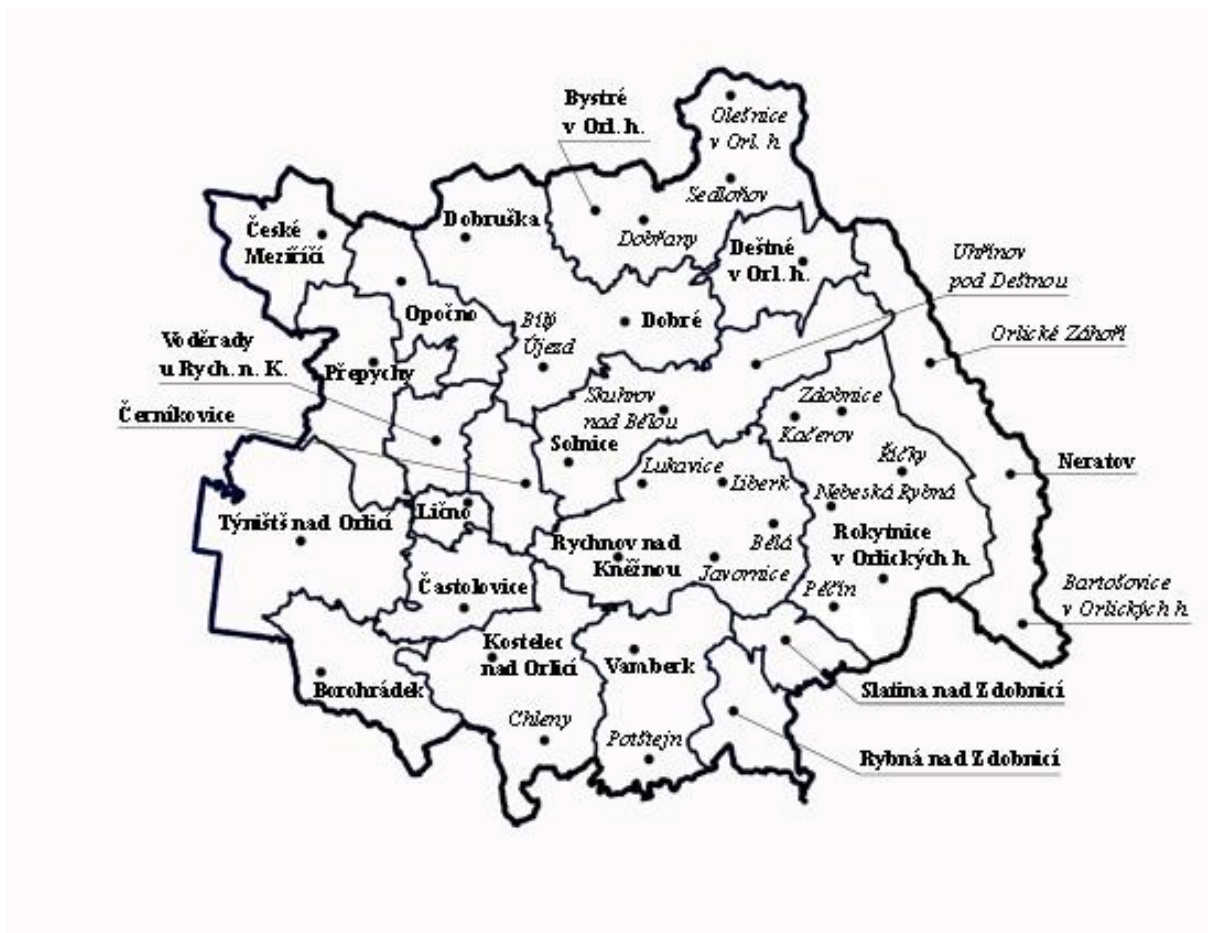 Bystré
v Orl. h.
Olešnice
v Orl. h.
Sedloňov
České
Meziříčí
Dobruška
Dobřany
Deštné
v Orl. h.
Uhřínov
pod Deštnou
Opočno
Bílý
Újezd
Dobré
Orlické Záhoří
Voděrady
u Rych. n. K.
Přepychy
Skuhrov
nad Bělou
Zdobnice
Kačerov
Černíkovice
Solnice
Lukavice
Liberk
Říčky
Neratov
Nebeská Rybná
Týništš nad Orlicí
Lično
Rychnov nad
Kněžnou
Bělá
Javornice
Rokytnice
v Orlických h.
Častolovice
Péčín
Bartošovice
v Orlických h.
Kostelec
nad Orlicí
Vamberk
Borohrádek
Slatina nad Zdobnicí
Chleny
Potštejn
Rybná nad Zdobnicí